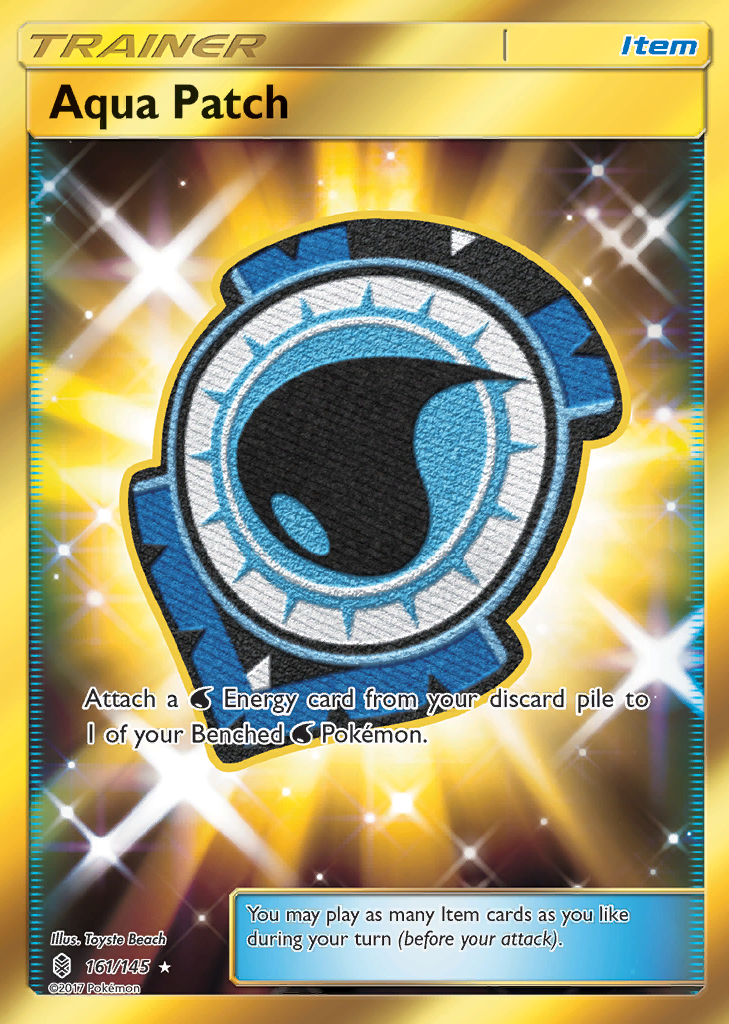 TRAINER
Item
Aqua Patch
Attach a Energy card from your discard pile to
1 of your Benched Pokémon.
You may play as many Item cards as you like
during your turn (before your attack).
Illus. Toyste Beach
161/145 ★
©2017 Pokémon